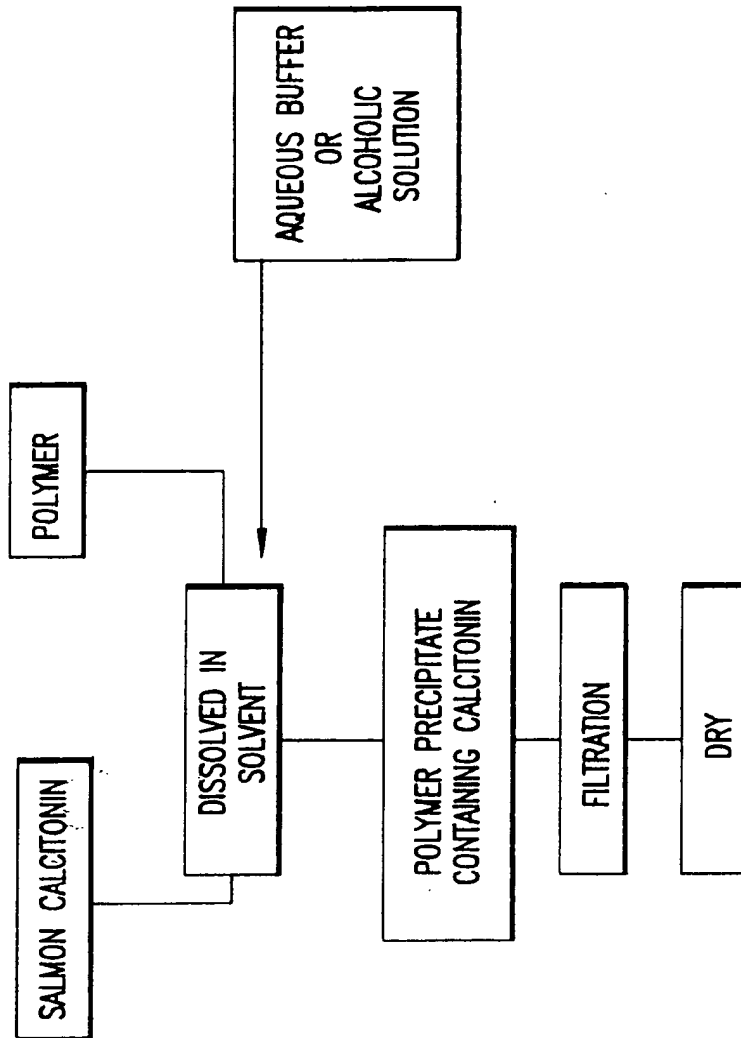 SALMON CALCITONIN
POLYMER
DISSOLVED IN
SOLVENT
AQUEOUS BUFFER
OR
ALCOHOLIC
SOLUTION
POLYMER PRECIPITATE
CONTAINING CALCITONIN
FILTRATION
DRY